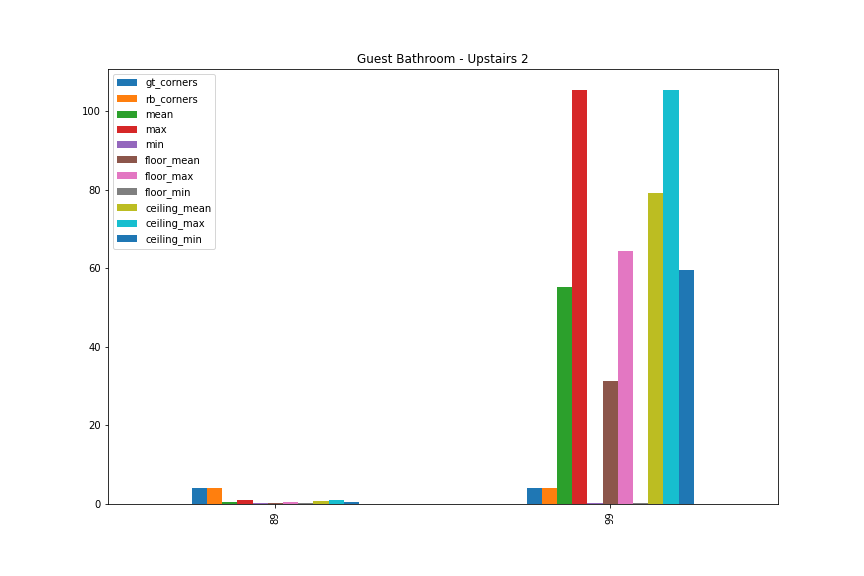 Guest Bathroom - Upstairs 2
gt_corners
rb_corners
mean
max
min
floor_mean
floor_max
floor_min
ceiling_mean
ceiling_max
ceiling_min
100
80
60
40
20
0
89
99